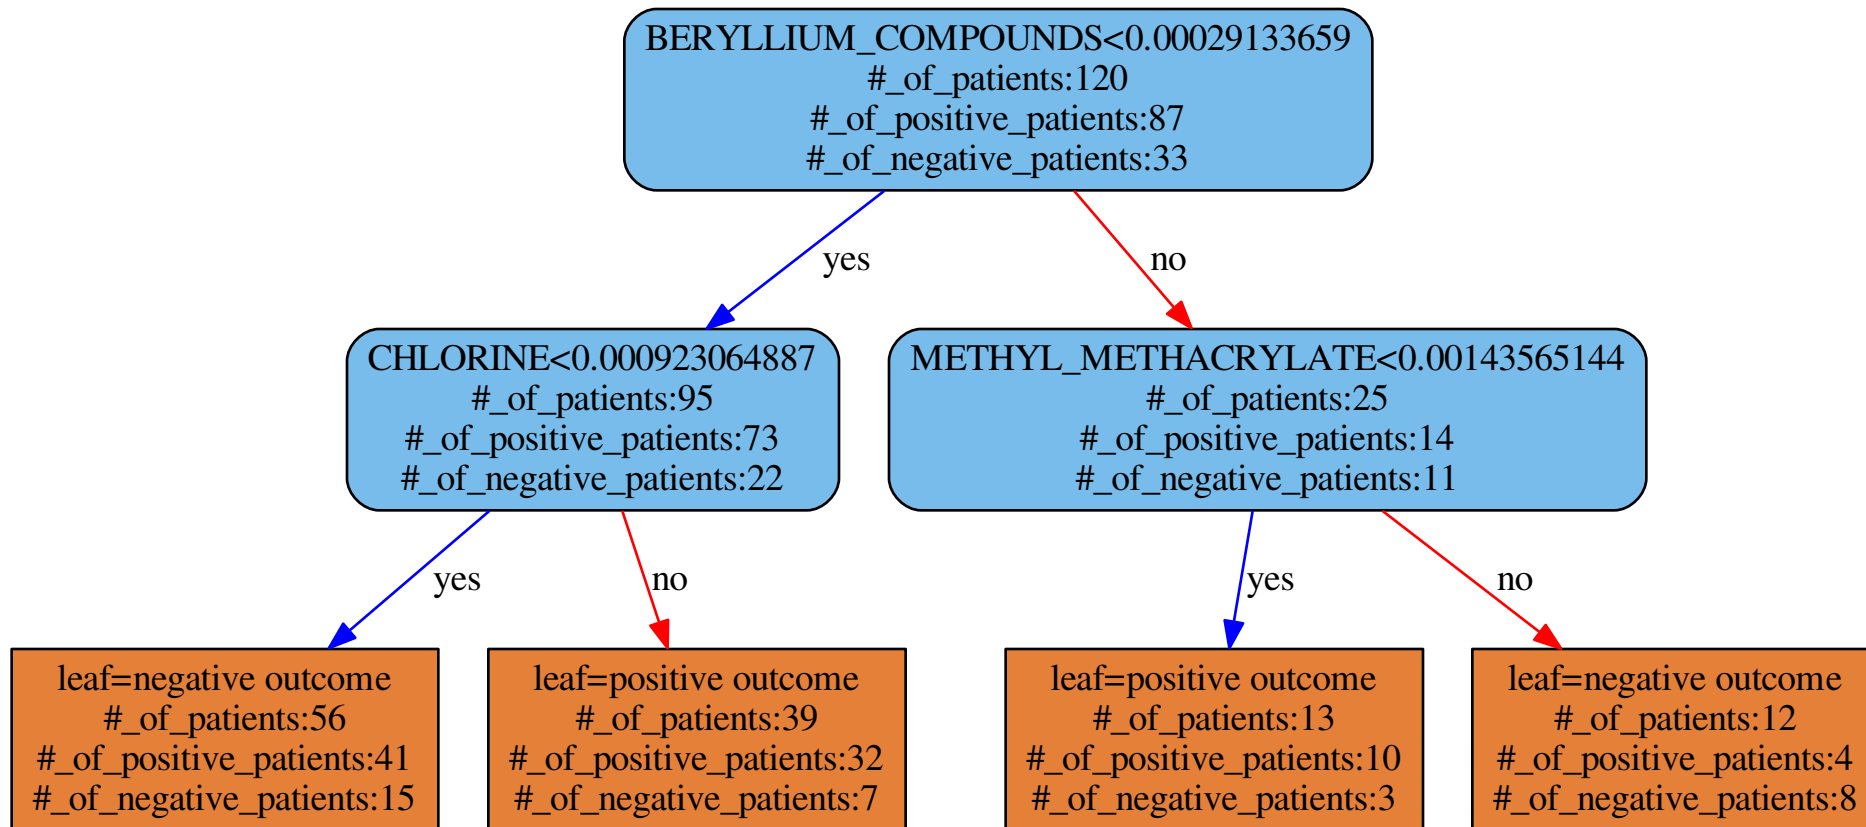 BERYLLIUM_COMPOUNDS<0.00029133659
#_of_patients:120
#_of_positive_patients:87
#_of_negative_patients:33
yes
no
CHLORINE<0.000923064887
#_of_patients:95
#_of_positive_patients:73
#_of_negative_patients:22
METHYL_METHACRYLATE<0.00143565144
#_of_patients:25
#_of_positive_patients:14
#_of_negative_patients:11
yes
no
yes
no
leaf=negative outcome
#_of_patients:56
#_of_positive_patients:41
#_of_negative_patients:15
leaf=positive outcome
#_of_patients:39
#_of_positive_patients:32
#_of_negative_patients:7
leaf=positive outcome
#_of_patients:13
#_of_positive_patients:10
#_of_negative_patients:3
leaf=negative outcome
#_of_patients:12
#_of_positive_patients:4
#_of_negative_patients:8